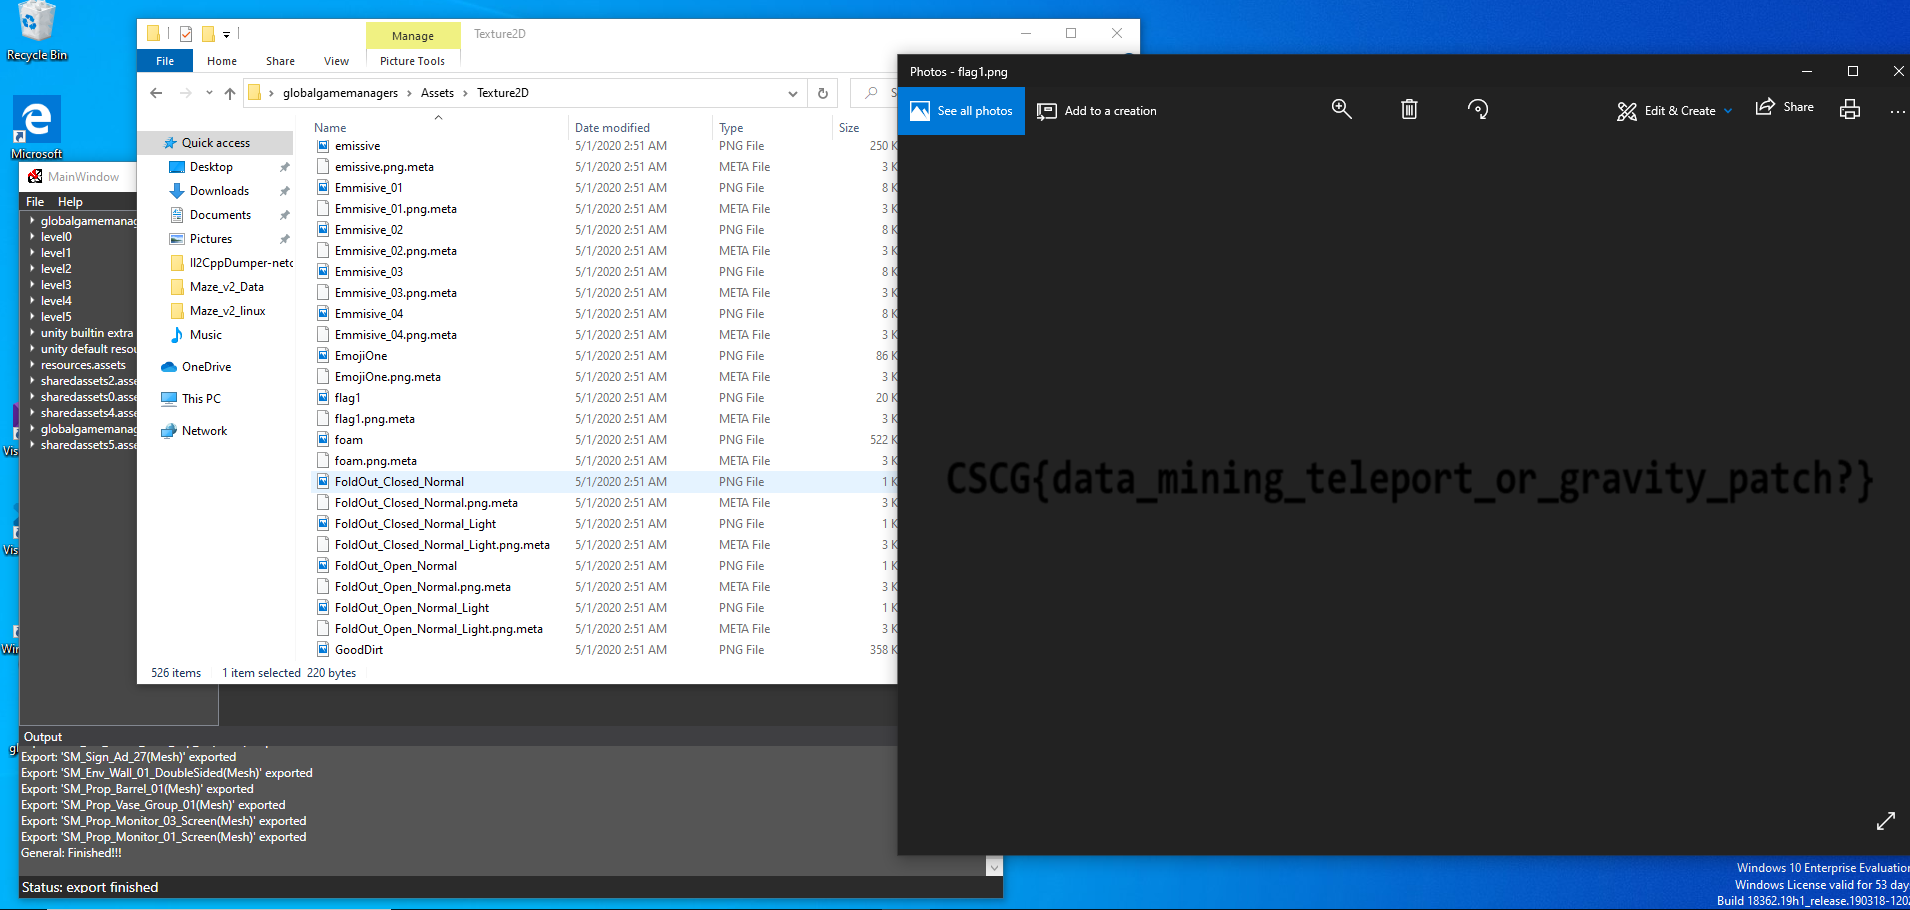 Recycle Bin
Microsoft
Manage
Texture2D
File
Home
Share
View
Picture Tools
globalgamemanagers
Assets
Texture2D
Quick access
Desktop
Downloads
Documents
Pictures
Il2CppDumper-netc
Maze_v2_Data
Maze_v2_linux
Music
OneDrive
This PC
Network
Name Date modified Type Size
emissive 5/1/2020 2:51 AM PNG File 250 K
emissive.png.meta 5/1/2020 2:51 AM META File 3 K
Emmisive_01 5/1/2020 2:51 AM PNG File 8 K
Emmisive_01.png.meta 5/1/2020 2:51 AM META File 3 K
Emmisive_02 5/1/2020 2:51 AM PNG File 8 K
Emmisive_02.png.meta 5/1/2020 2:51 AM META File 3 K
Emmisive_03 5/1/2020 2:51 AM PNG File 8 K
Emmisive_03.png.meta 5/1/2020 2:51 AM META File 3 K
Emmisive_04 5/1/2020 2:51 AM PNG File 8 K
Emmisive_04.png.meta 5/1/2020 2:51 AM META File 3 K
EmojiOne 5/1/2020 2:51 AM PNG File 86 K
EmojiOne.png.meta 5/1/2020 2:51 AM META File 3 K
flag1 5/1/2020 2:51 AM PNG File 20 K
flag1.png.meta 5/1/2020 2:51 AM META File 3 K
foam 5/1/2020 2:51 AM PNG File 522 K
foam.png.meta 5/1/2020 2:51 AM META File 3 K
FoldOut_Closed_Normal 5/1/2020 2:51 AM PNG File 1 K
FoldOut_Closed_Normal.png.meta 5/1/2020 2:51 AM META File 3 K
FoldOut_Closed_Normal_Light 5/1/2020 2:51 AM PNG File 1 K
FoldOut_Closed_Normal_Light.png.meta 5/1/2020 2:51 AM META File 3 K
FoldOut_Open_Normal 5/1/2020 2:51 AM PNG File 1 K
FoldOut_Open_Normal.png.meta 5/1/2020 2:51 AM META File 3 K
FoldOut_Open_Normal_Light 5/1/2020 2:51 AM PNG File 1 K
FoldOut_Open_Normal_Light.png.meta 5/1/2020 2:51 AM META File 3 K
GoodDirt 5/1/2020 2:51 AM PNG File 358 K
526 items 1 item selected 220 bytes
Photos - flag1.png
See all photos
Add to a creation
Edit & Create
Share
CSCG{data_mining_teleport_or_gravity_patch?}
MainWindow
File Help
globalgamemanag
level0
level1
level2
level3
level4
level5
unity builtin extra
unity default resou
resources.assets
sharedassets2.asse
sharedassets0.asse
sharedassets4.asse
globalgamemanag
sharedassets5.asse
Output
Export: 'SM_Sign_Ad_27(Mesh)' exported
Export: 'SM_Env_Wall_01_DoubleSided(Mesh)' exported
Export: 'SM_Prop_Barrel_01(Mesh)' exported
Export: 'SM_Prop_Vase_Group_01(Mesh)' exported
Export: 'SM_Prop_Monitor_03_Screen(Mesh)' exported
Export: 'SM_Prop_Monitor_01_Screen(Mesh)' exported
General: Finished!!!
Status: export finished
Vis
Vis
Win
gl
Windows 10 Enterprise Evaluation
Windows License valid for 53 day
Build 18362.19h1_release.190318-1202